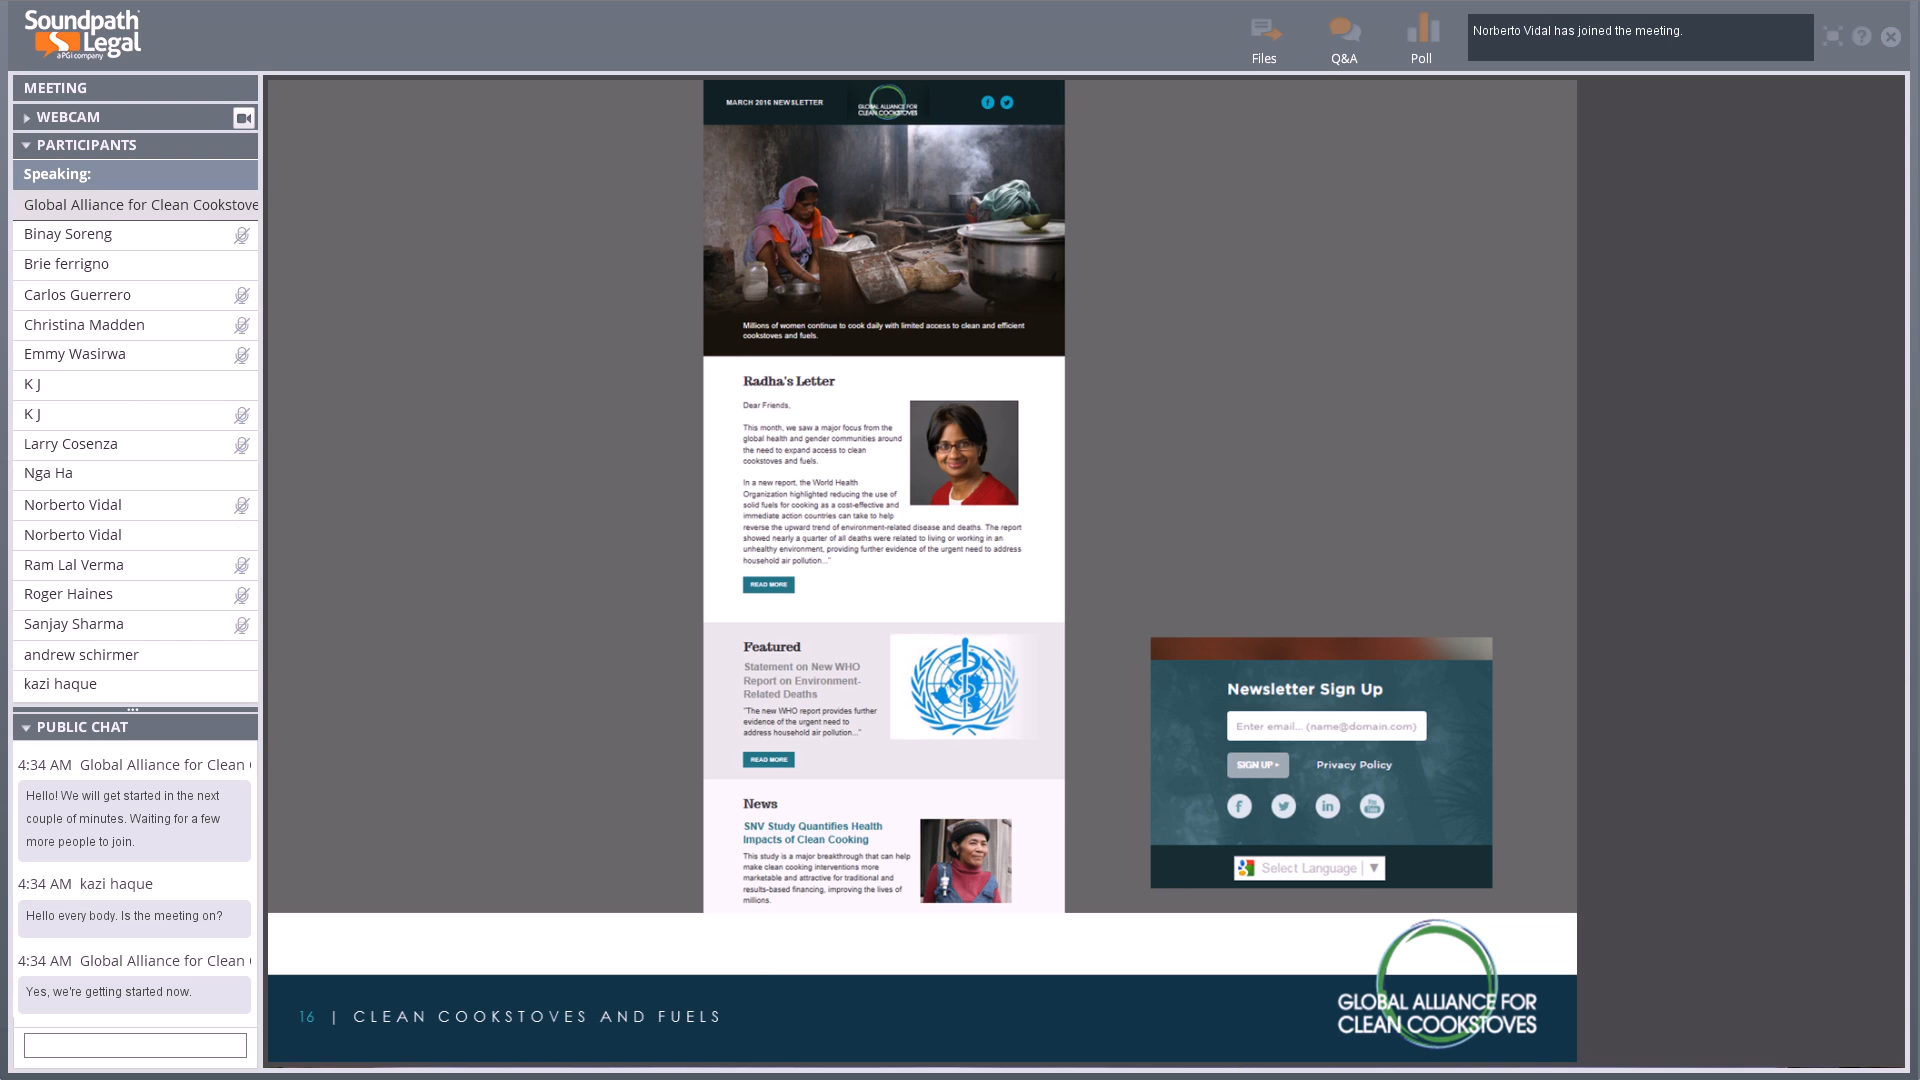 Soundpath
Legal
a PGi company
Files
Q&A
Poll
Norberto Vidal has joined the meeting.
MEETING
WEBCAM
PARTICIPANTS
Speaking:
Global Alliance for Clean Cookstove
Binay Soreng
Brie ferrigno
Carlos Guerrero
Christina Madden
Emmy Wasirwa
K J
K J
Larry Cosenza
Nga Ha
Norberto Vidal
Norberto Vidal
Ram Lal Verma
Roger Haines
Sanjay Sharma
andrew schirmer
kazi haque
PUBLIC CHAT
4:34 AM Global Alliance for Clean
Hello! We will get started in the next
couple of minutes. Waiting for a few
more people to join.
4:34 AM kazi haque
Hello every body. Is the meeting on?
4:34 AM Global Alliance for Clean
Yes, we're getting started now.
MARCH 2016 NEWSLETTER
GLOBAL ALLIANCE FOR
CLEAN COOKSTOVES
Millions of women continue to cook daily with limited access to clean and efficient
cookstoves and fuels.
Radha's Letter
Dear Friends,
This month, we saw a major focus from the
global health and gender communities around
the need to expand access to clean
cookstoves and fuels.
In a new report, the World Health
Organization highlighted reducing the use of
solid fuels for cooking as a cost-effective and
immediate action countries can take to help
reverse the upward trend of environment-related disease and deaths. The report
showed nearly a quarter of all deaths were related to living or working in an
unhealthy environment, providing further evidence of the urgent need to address
household air pollution..."
READ MORE
Featured
Statement on New WHO
Report on Environment-
Related Deaths
"The new WHO report provides further
evidence of the urgent need to
address household air pollution..."
READ MORE
News
SNV Study Quantifies Health
Impacts of Clean Cooking
This study is a major breakthrough that can help
make clean cooking interventions more
marketable and attractive for traditional and
results-based financing, improving the lives of
millions.
Newsletter Sign Up
Enter email... (name@domain.com)
SIGN UP
Privacy Policy
f
in
You Tube
Select Language | ▼
16 | CLEAN COOKSTOVES AND FUELS
GLOBAL ALLIANCE FOR
CLEAN COOKSTOVES